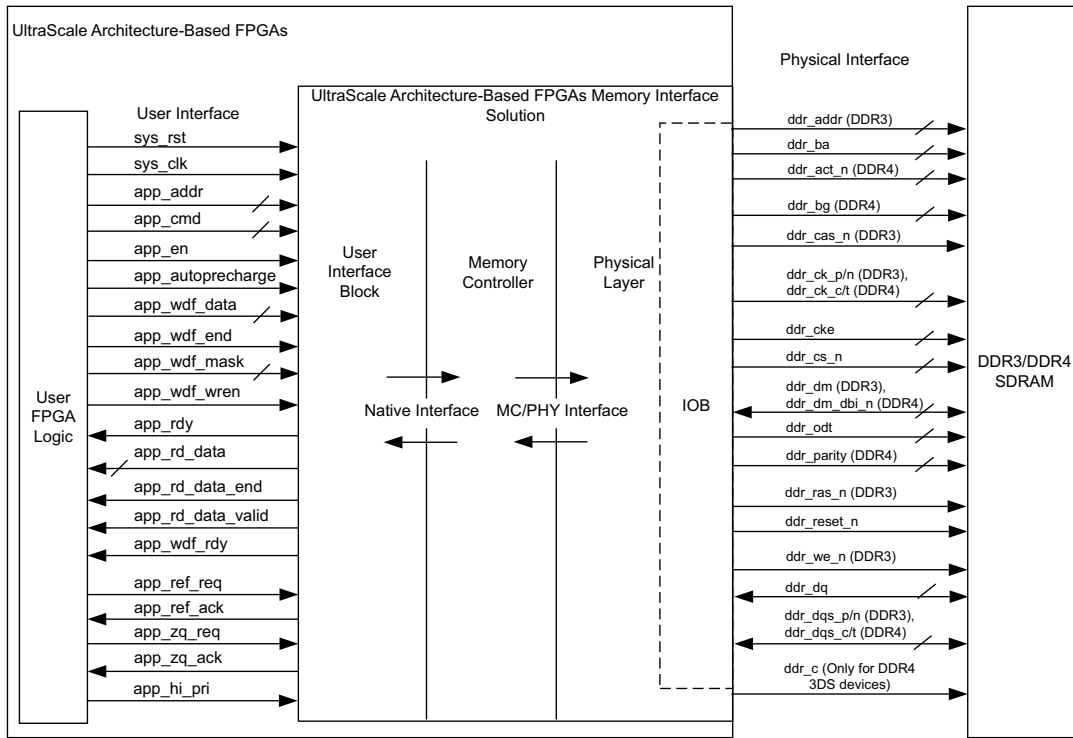 UltraScale Architecture-Based FPGAs
User Interface
sys_rst
sys_clk
app_addr
app_cmd
app_en
app_autoprecharge
app_wdf_data
app_wdf_end
app_wdf_mask
app_wdf_wren
app_rdy
app_rd_data
app_rd_data_end
app_rd_data_valid
app_wdf_rdy
app_ref_req
app_ref_ack
app_zq_req
app_zq_ack
app_hi_pri
User
FPGA
Logic
UltraScale Architecture-Based FPGAs Memory Interface
Solution
User
Interface
Block
Memory
Controller
Physical
Layer
Native Interface
MC/PHY Interface
IOB
Physical Interface
ddr_addr (DDR3)
ddr_ba
ddr_act_n (DDR4)
ddr_bg (DDR4)
ddr_cas_n (DDR3)
ddr_ck_p/n (DDR3),
ddr_ck_c/t (DDR4)
ddr_cke
ddr_cs_n
ddr_dm (DDR3),
ddr_dm_dbi_n (DDR4)
ddr_odt
ddr_parity (DDR4)
ddr_ras_n (DDR3)
ddr_reset_n
ddr_we_n (DDR3)
ddr_dq
ddr_dqs_p/n (DDR3),
ddr_dqs_c/t (DDR4)
ddr_c (Only for DDR4
3DS devices)
DDR3/DDR4
SDRAM